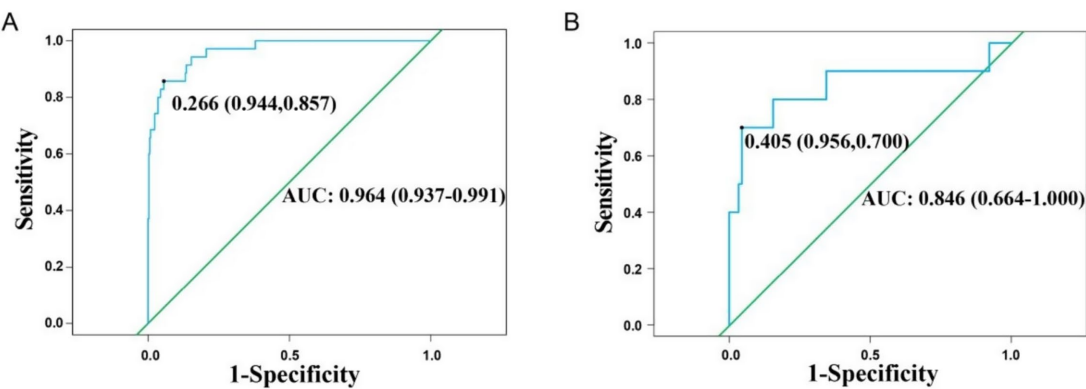 A
Sensitivity
1.0
0.8
0.6
0.4
0.2
0.0
0.266 (0.944,0.857)
AUC: 0.964 (0.937-0.991)
0.0 0.5 1.0
1-Specificity
B
Sensitivity
1.0
0.8
0.6
0.4
0.2
0.0
0.405 (0.956,0.700)
AUC: 0.846 (0.664-1.000)
0.0 0.5 1.0
1-Specificity